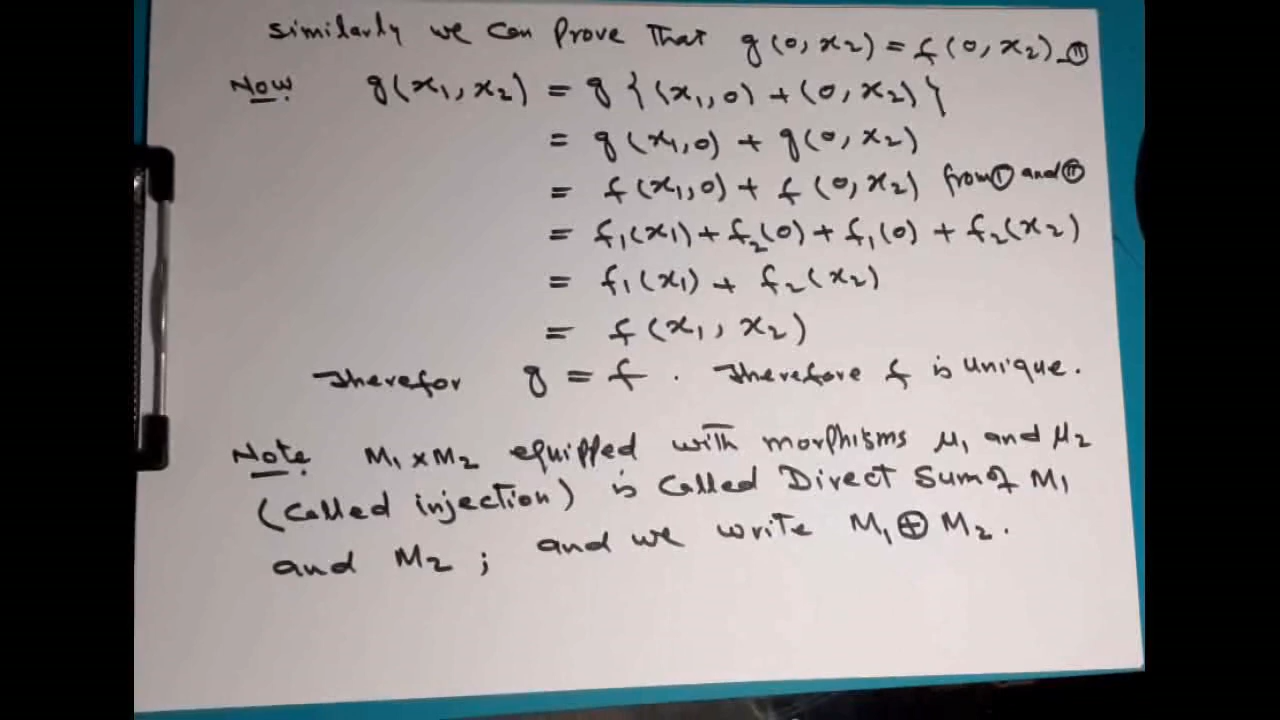 similarly we can prove that g(0, x2) = f(0, x2) _ Ⅱ
Now g(x1, x2) = g {(x1, 0) + (0, x2)}
= g(x1, 0) + g(0, x2)
= f(x1, 0) + f(0, x2) from Ⓘ and Ⅱ
= f1(x1) + f2(0) + f1(0) + f2(x2)
= f1(x1) + f2(x2)
= f(x1, x2)
Therefor g = f . Therefore f is unique.
Note M1 x M2 equipped with morphisms μ1 and μ2
(called injection) is called Direct Sum of M1
and M2 ; and we write M1 ⊕ M2 .